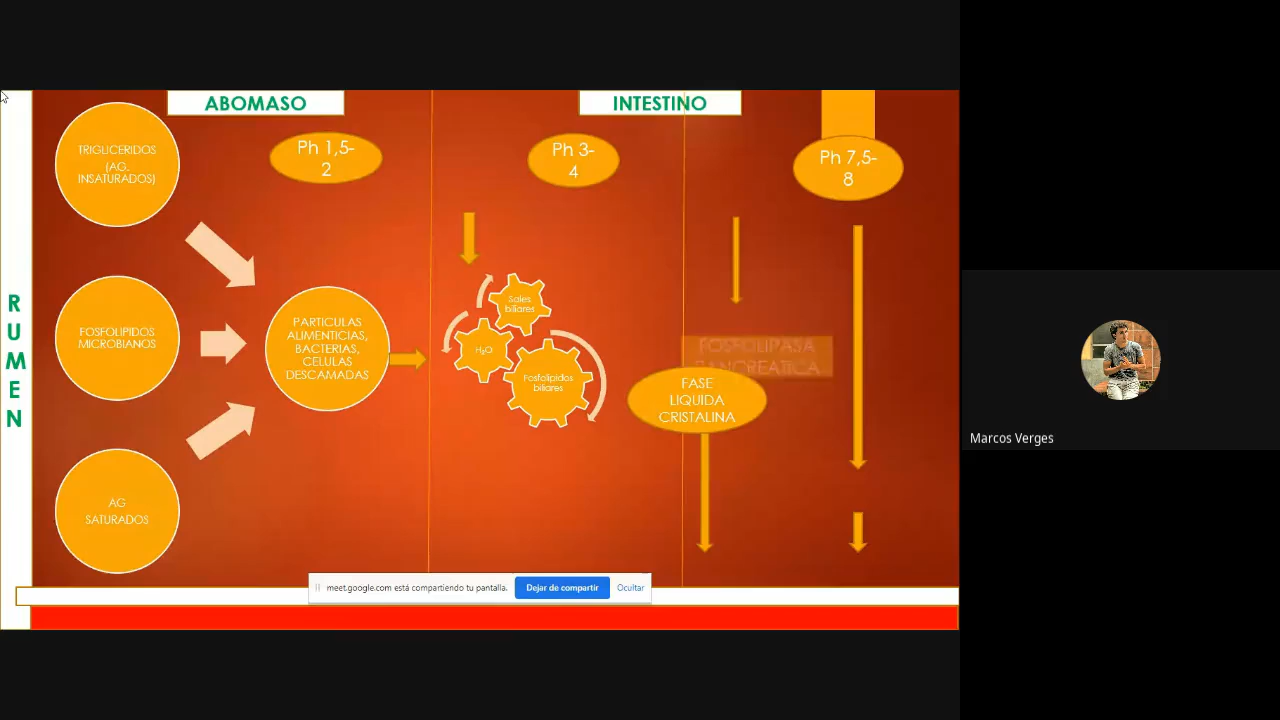 ABOMASO
INTESTINO
TRIGLICERIDOS
(AG.
INSATURADOS)
Ph 1,5-
2
Ph 3-
4
Ph 7,5-
8
R
U
M
E
N
FOSFOLIPIDOS
MICROBIANOS
PARTICULAS
ALIMENTICIAS,
BACTERIAS,
CELULAS
DESCAMADAS
Sales
biliares
H₂O
Fosfolipidos
biliares
FOSFOLIPASA
PANCREATICA
FASE
LIQUIDA
CRISTALINA
AG
SATURADOS
meet.google.com está compartiendo tu pantalla.
Dejar de compartir
Ocultar
Marcos Verges